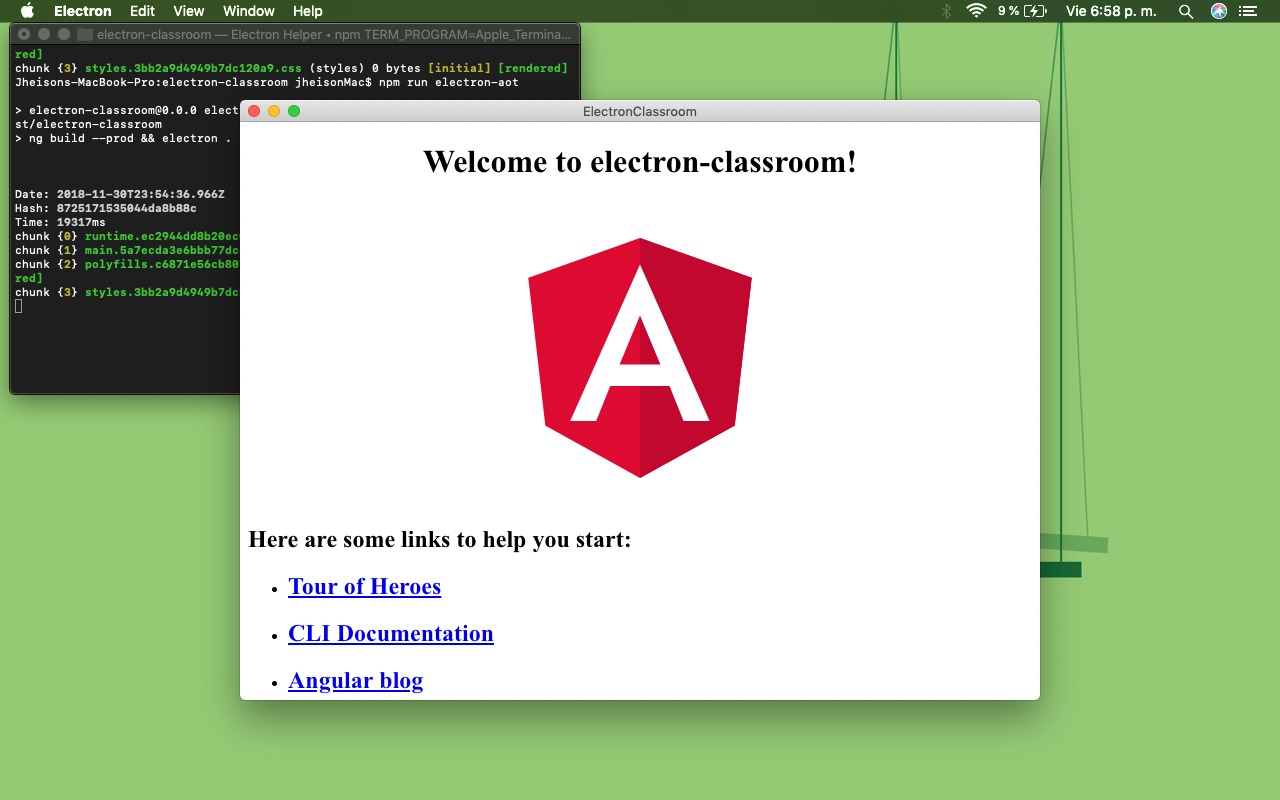 Electron Edit View Window Help 9 % Vie 6:58 p. m.
electron-classroom — Electron Helper ◂ npm TERM_PROGRAM=Apple_Termina...
red]
chunk {3} styles.3bb2a9d4949b7dc120a9.css (styles) 0 bytes [initial] [rendered]
Jheisons-MacBook-Pro:electron-classroom jheisonMac$ npm run electron-aot
> electron-classroom@0.0.0 elect
st/electron-classroom
> ng build --prod && electron .
Date: 2018-11-30T23:54:36.966Z
Hash: 8725171535044da8b88c
Time: 19317ms
chunk {0} runtime.ec2944dd8b20ec
chunk {1} main.5a7ecda3e6bbb77dc
chunk {2} polyfills.c6871e56cb80
red]
chunk {3} styles.3bb2a9d4949b7dc
ElectronClassroom
Welcome to electron-classroom!
A
Here are some links to help you start:
• Tour of Heroes
• CLI Documentation
• Angular blog